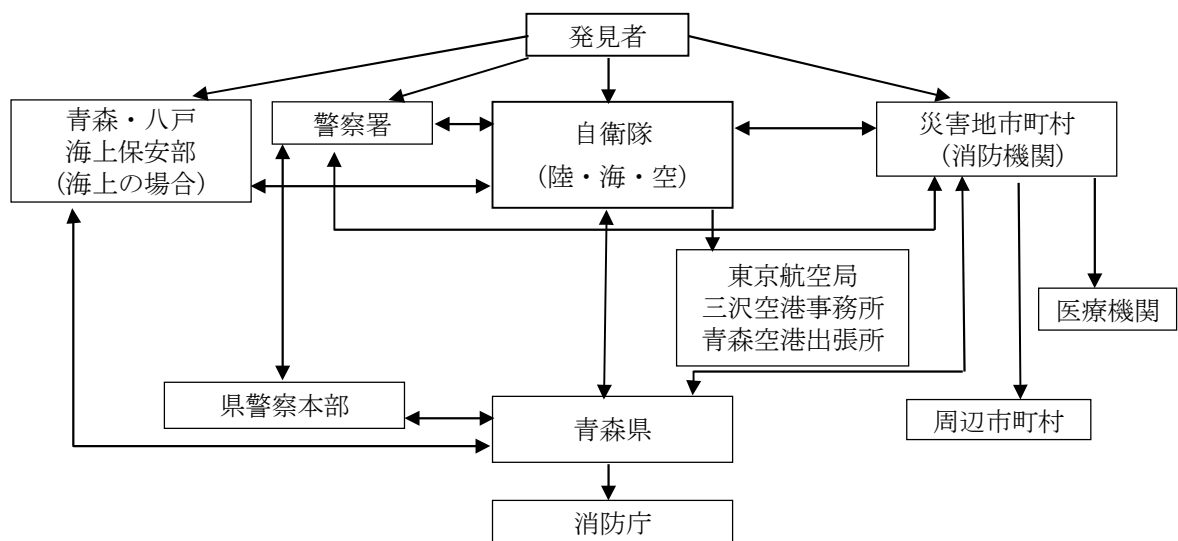 発見者
青森・八戸
海上保安部
(海上の場合)
警察署
自衛隊
(陸・海・空)
災害地市町村
(消防機関)
東京航空局
三沢空港事務所
青森空港出張所
医療機関
県警察本部
青森県
周辺市町村
消防庁